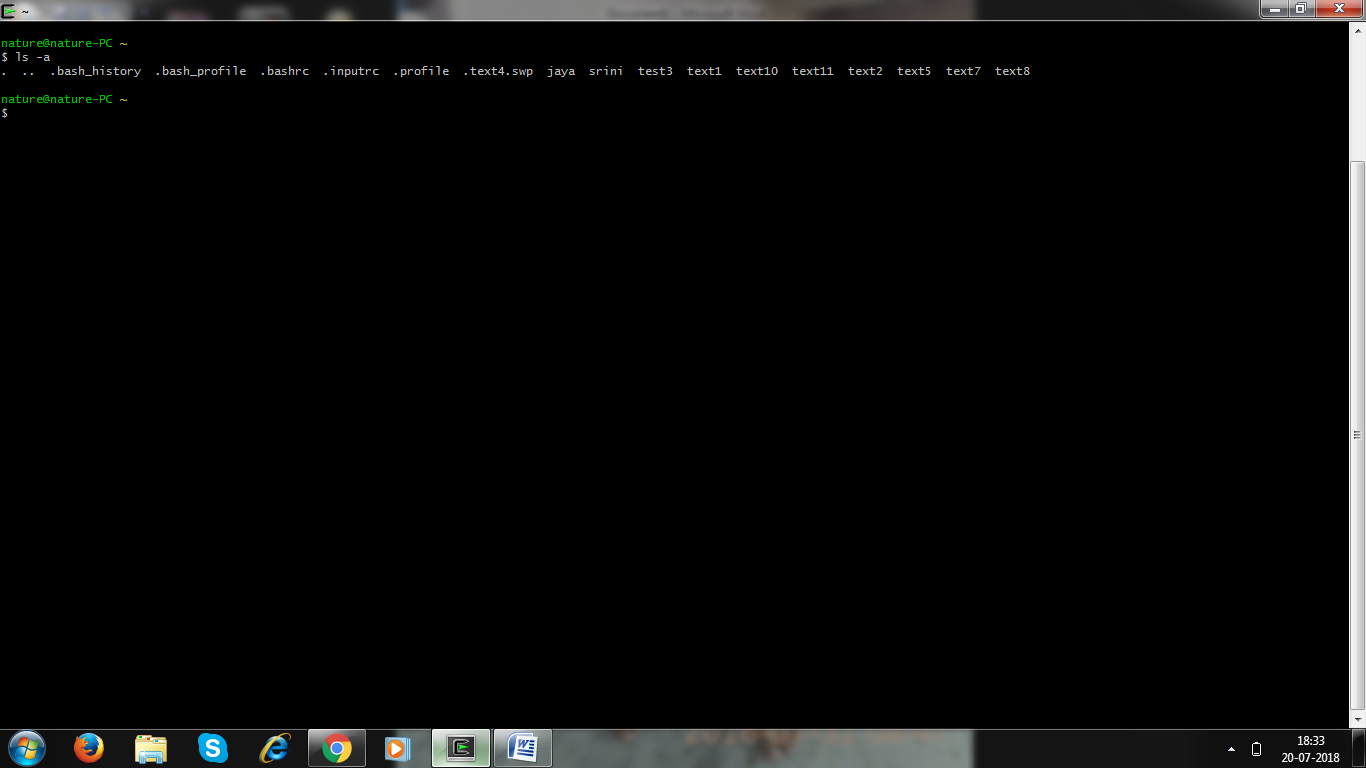 ~
nature@nature-PC ~
$ ls -a
.  ..  .bash_history  .bash_profile  .bashrc  .inputrc  .profile  .text4.swp  jaya  srini  test3  text1  text10  text11  text2  text5  text7  text8
nature@nature-PC ~
$
18:33
20-07-2018